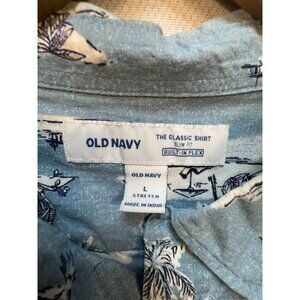 OLD NAVY
THE CLASSIC SHIRT
SLIM FIT
BUILT-IN FLEX
OLD NAVY
L
STRETCH
MADE IN INDIA